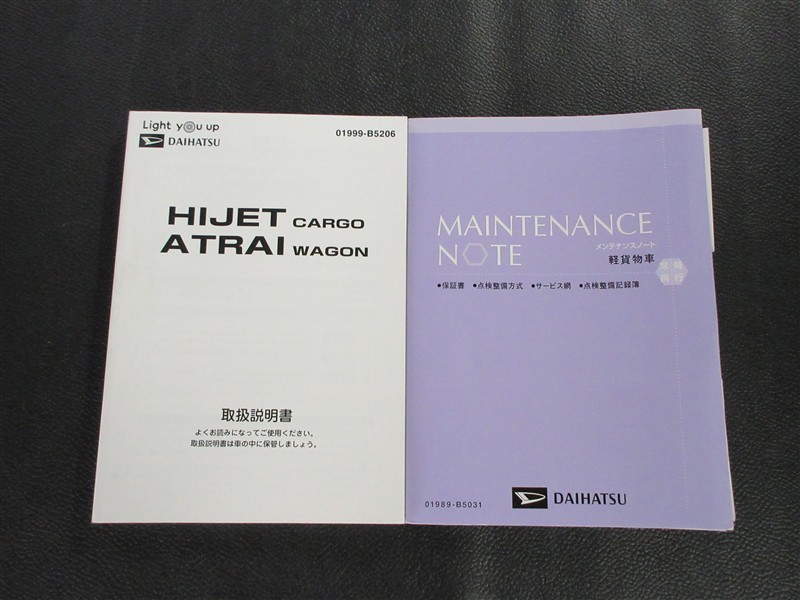 Light you up
DAIHATSU
01999-B5206
HIJET CARGO
ATRAI WAGON
取扱説明書
よくお読みになってご使用ください。
取扱説明書は車の中に保管しましょう。
MAINTENANCE
NOTE
メンテナンスノート
軽貨物車
●保証書 ●点検整備方式 ●サービス網 ●点検整備記録簿
常時
携行
01989-B5031
DAIHATSU